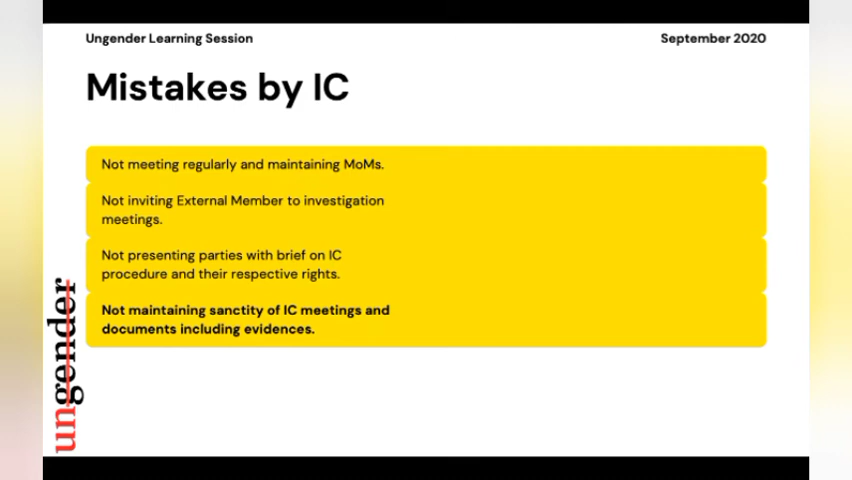 Ungender Learning Session
September 2020
Mistakes by IC
Not meeting regularly and maintaining MoMs.
Not inviting External Member to investigation
meetings.
Not presenting parties with brief on IC
procedure and their respective rights.
Not maintaining sanctity of IC meetings and
documents including evidences.
ungender